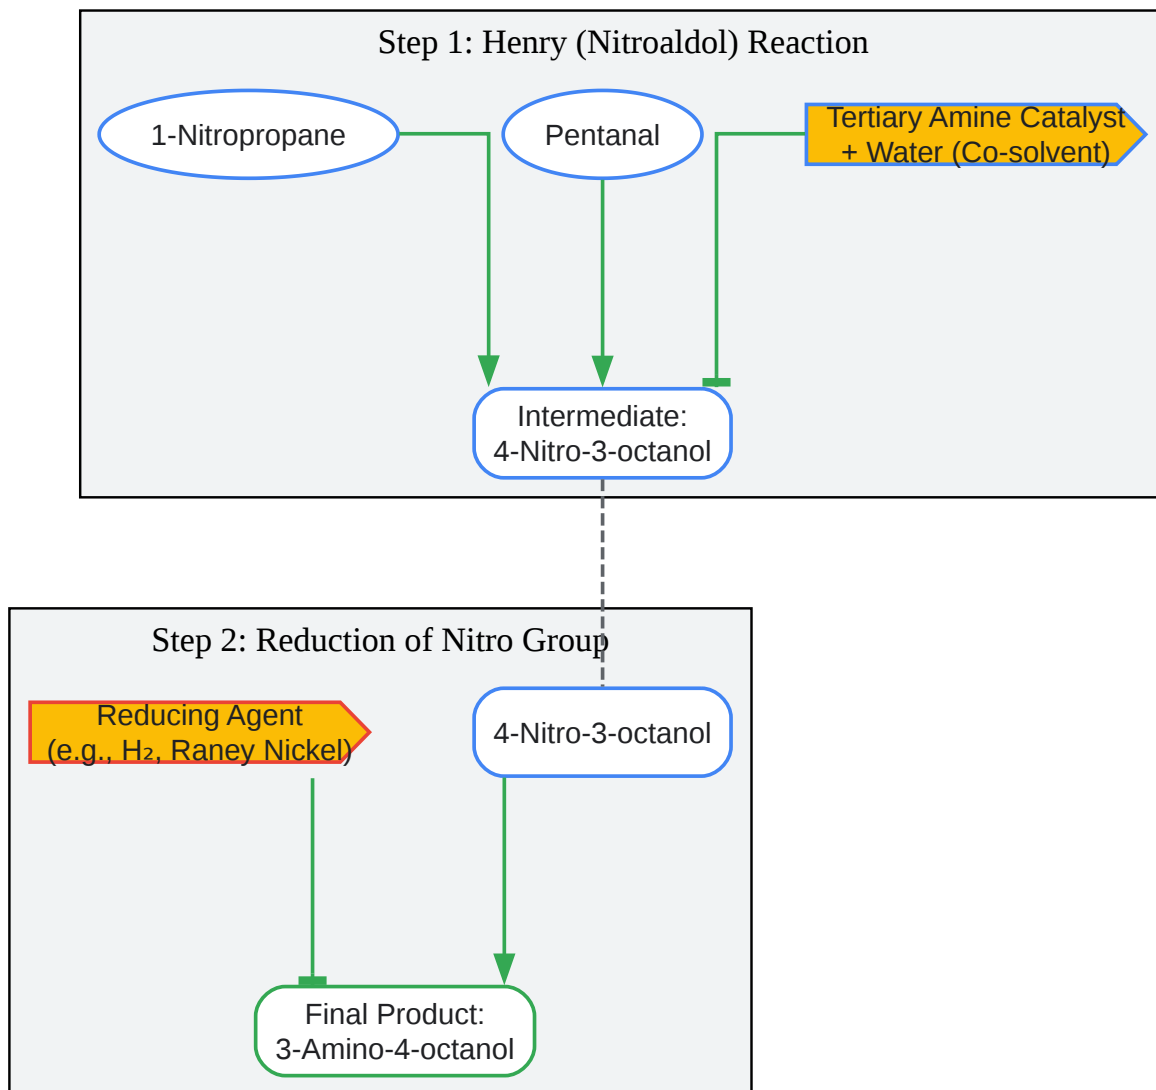 Step 1: Henry (Nitroaldol) Reaction
1-Nitropropane
Pentanal
Tertiary Amine Catalyst
+ Water (Co-solvent)
Intermediate:
4-Nitro-3-octanol
Step 2: Reduction of Nitro Group
Reducing Agent
(e.g., H₂, Raney Nickel)
4-Nitro-3-octanol
Final Product:
3-Amino-4-octanol